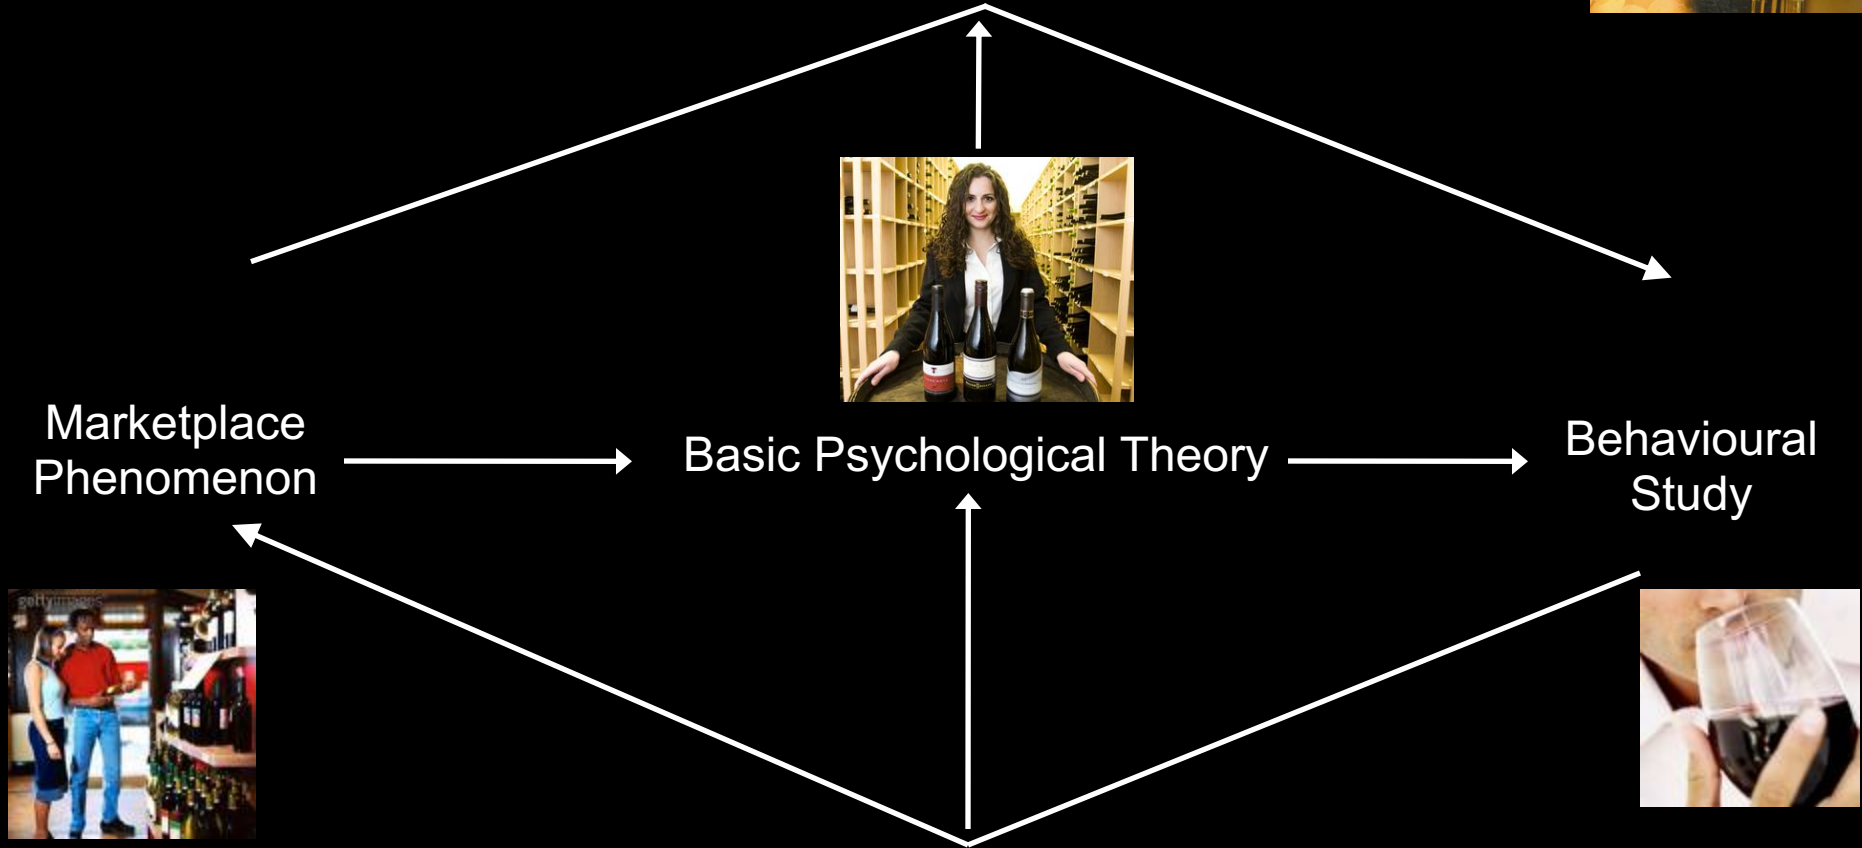 Marketplace
Phenomenon
Basic Psychological Theory
Behavioural
Study
gettyimages